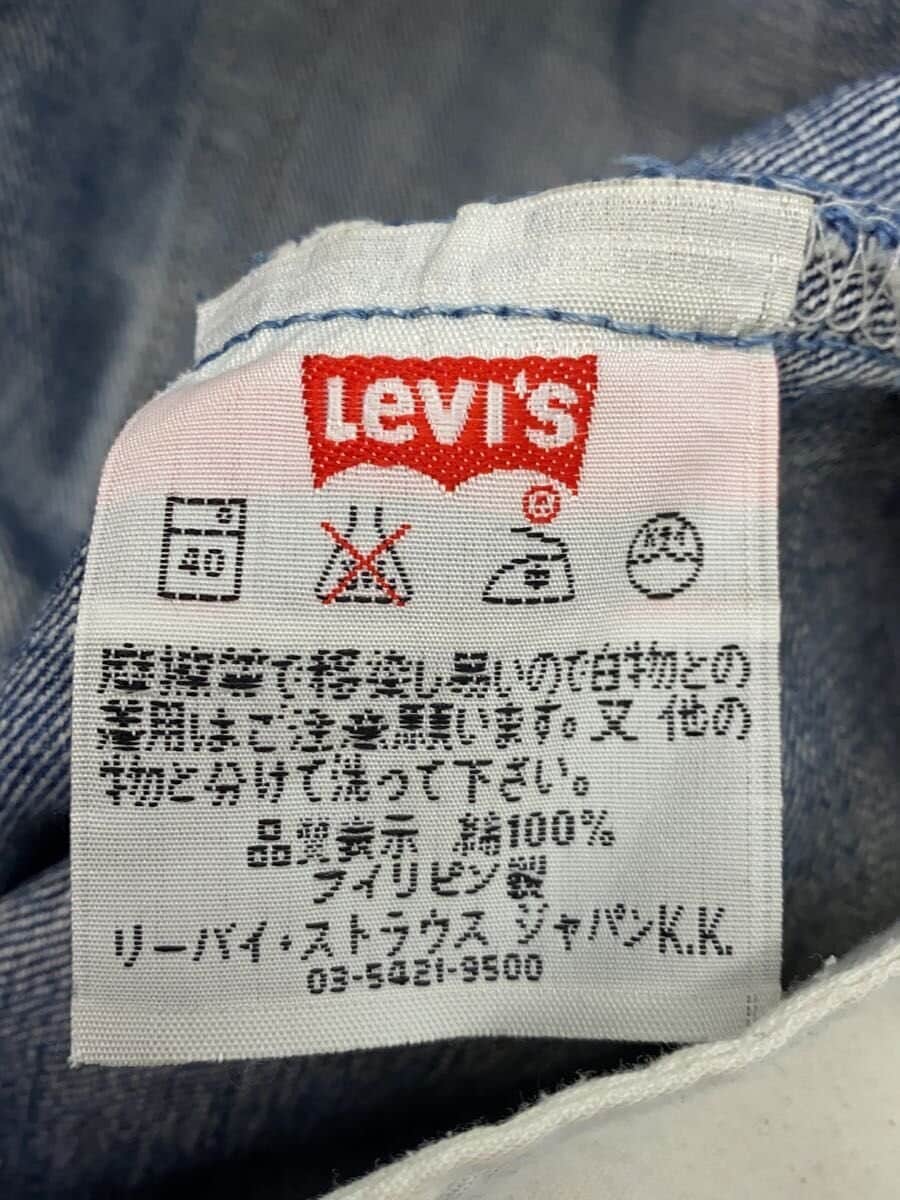 Levi's
40
ドライ
摩擦等で移染し易いので白物との
着用はご注意願います。又 他の
物と分けて洗って下さい。
品質表示 綿100%
フィリピン製
リーバイ・ストラウス ジャパンK.K.
03-5421-9500